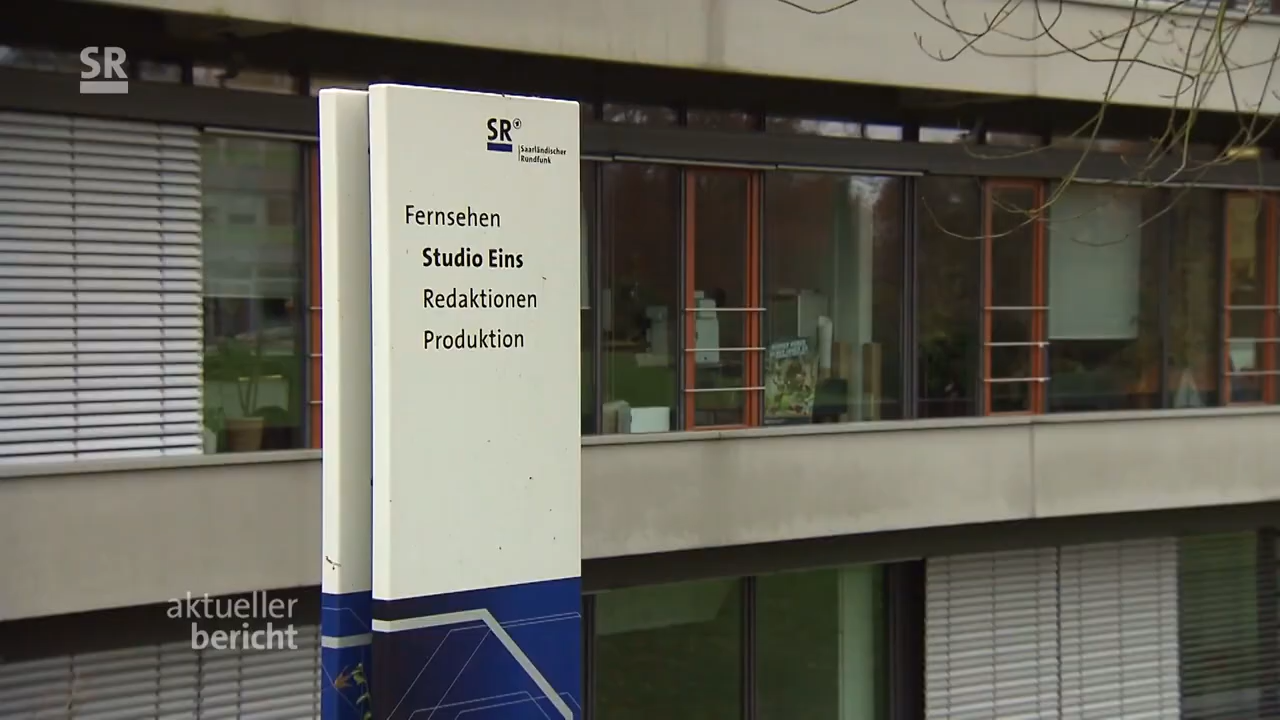 SR
SR
Saarländischer
Rundfunk
Fernsehen
Studio Eins
Redaktionen
Produktion
aktueller
bericht